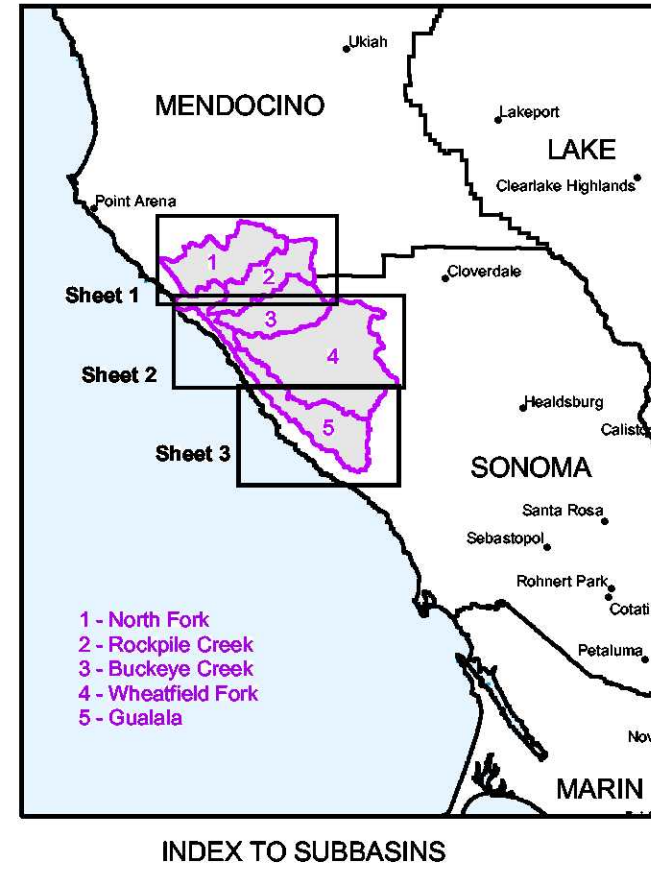 Ukiah
MENDOCINO
Lakeport
LAKE
Clearlake Highlands
Point Arena
1
2
Cloverdale
Sheet 1
3
4
Sheet 2
Healdsburg
Calisto
5
Sheet 3
SONOMA
Santa Rosa
Sebastopol
Rohnert Park
Cotati
1 - North Fork
2 - Rockpile Creek
3 - Buckeye Creek
4 - Wheatfield Fork
5 - Gualala
Petaluma
Nov
MARIN
INDEX TO SUBBASINS